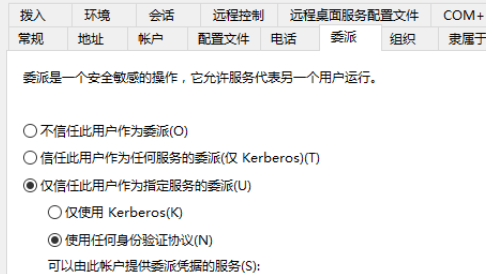 拨入 环境 会话 远程控制 远程桌面服务配置文件 COM+
常规 地址 帐户 配置文件 电话 委派 组织 隶属于
委派是一个安全敏感的操作，它允许服务代表另一个用户运行。
不信任此用户作为委派(O)
信任此用户作为任何服务的委派(仅 Kerberos)(T)
仅信任此用户作为指定服务的委派(U)
仅使用 Kerberos(K)
使用任何身份验证协议(N)
可以由此帐户提供委派凭据的服务(S):